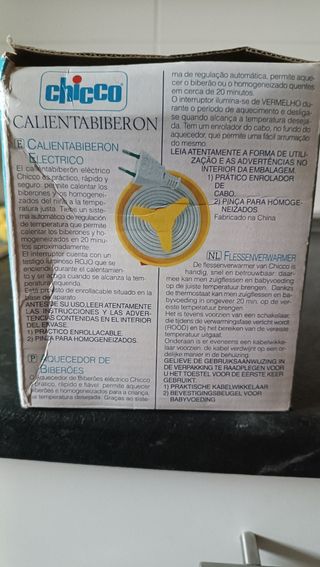 chicco
CALIENTABIBERON
E CALIENTABIBERON
ELECTRICO
El calientabiberón eléctrico
Chicco es práctico, rápido y
seguro: permite calentar los
biberones y los homogenei-
zados del niño a la tempe-
ratura justa. Tiene un siste-
ma automático de regulación
de temperatura que permite
calentar los biberones y ho-
mogeneizados en 20 minu-
tos aproximadamente.
El interruptor cuenta con un
testigo luminoso ROJO que se
enciende durante el calentamien-
to y se apaga cuando se alcanza la tem-
peratura requerida.
Está provisto de enrollacable situado en la
base del aparato.
ANTES DE SU USO,LEER ATENTAMENTE
LAS INSTRUCCIONES Y LAS ADVER-
TENCIAS CONTENIDAS EN EL INTERIOR
DEL ENVASE.
1) PRACTICO ENROLLACABLE.
2) PINZA PARA HOMOGENEIZADOS.
P AQUECEDOR DE
BIBERÕES
O aquecedor de Biberões eléctrico Chicco
é prático, rápido e fiável: permite aquecer
os biberões e homogeneizados para a criança,
à temperatura desejada. Graças ao siste-
ma de regulação automática, permite aque-
cer o biberão ou o homogeneizado quentes
em cerca de 20 minutos.
O interruptor ilumina-se de VERMELHO du-
rante o período de aquecimento e desliga-
se quando alcança a temperatura deseja-
da. Tem um enrolador do cabo, no fundo do
aquecedor, que permite uma fácil arrumação
do mesmo.
LEIA ATENTAMENTE A FORMA DE UTILI-
ZAÇÃO E AS ADVERTÊNCIAS NO
INTERIOR DA EMBALAGEM.
1) PRÁTICO ENROLADOR
DE
CABO.
2) PINÇA PARA HOMOGE-
NEIZADOS
Fabricado na China
NL FLESSENVERWARMER
De flessenverwarmer van Chicco is
handig, snel en betrouwbaar: daar-
mee kan men zuigflessen en babyvoeding
op de juiste temperatuur brengen. Dankzij
de thermostaat kan men zuigflessen en ba-
byvoeding in ongeveer 20 min. op de ver-
eiste temperatuur brengen.
Het is tevens voorzien van een schakelaar,
die tijdens de verwarmingsfase verlicht wordt
(ROOD) en bij het bereiken van de vereiste
temperatuur uitgaat.
Onderaan is er eveneens een kabelwikke-
laar voorzien: de kabel verdwijnt op een or-
delijke manier in de behuizing.
GELIEVE DE GEBRUIKSAANWIJZING IN
DE VERPAKKING TE RAADPLEGEN VOOR
U HET TOESTEL VOOR DE EERSTE KEER
GEBRUIKT.
1) PRAKTISCHE KABELWIKKELAAR
2) BEVESTIGINGSBEUGEL VOOR
BABYVOEDING